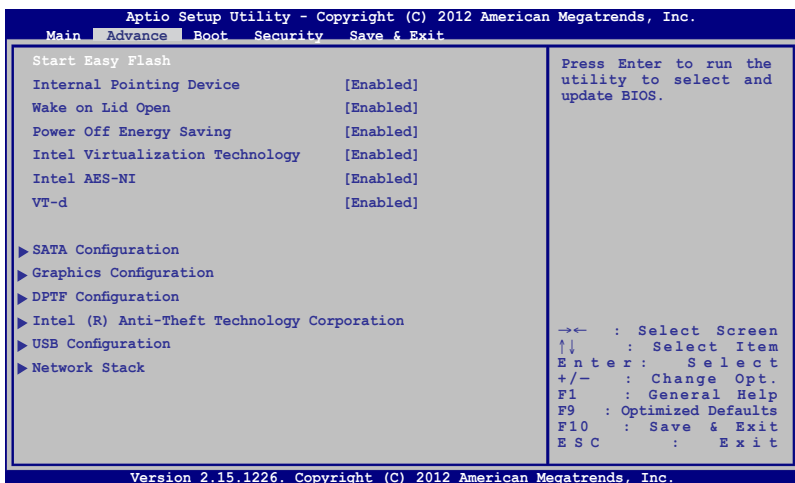 Aptio Setup Utility - Copyright (C) 2012 American Megatrends, Inc.
Main Advance Boot Security Save & Exit
Start Easy Flash
Internal Pointing Device [Enabled]
Wake on Lid Open [Enabled]
Power Off Energy Saving [Enabled]
Intel Virtualization Technology [Enabled]
Intel AES-NI [Enabled]
VT-d [Enabled]
SATA Configuration
Graphics Configuration
DPTF Configuration
Intel (R) Anti-Theft Technology Corporation
USB Configuration
Network Stack
Press Enter to run the
utility to select and
update BIOS.
→← : Select Screen
↑↓ : Select Item
Enter: Select
+/— : Change Opt.
F1 : General Help
F9 : Optimized Defaults
F10 : Save & Exit
ESC : Exit
Version 2.15.1226. Copyright (C) 2012 American Megatrends, Inc.